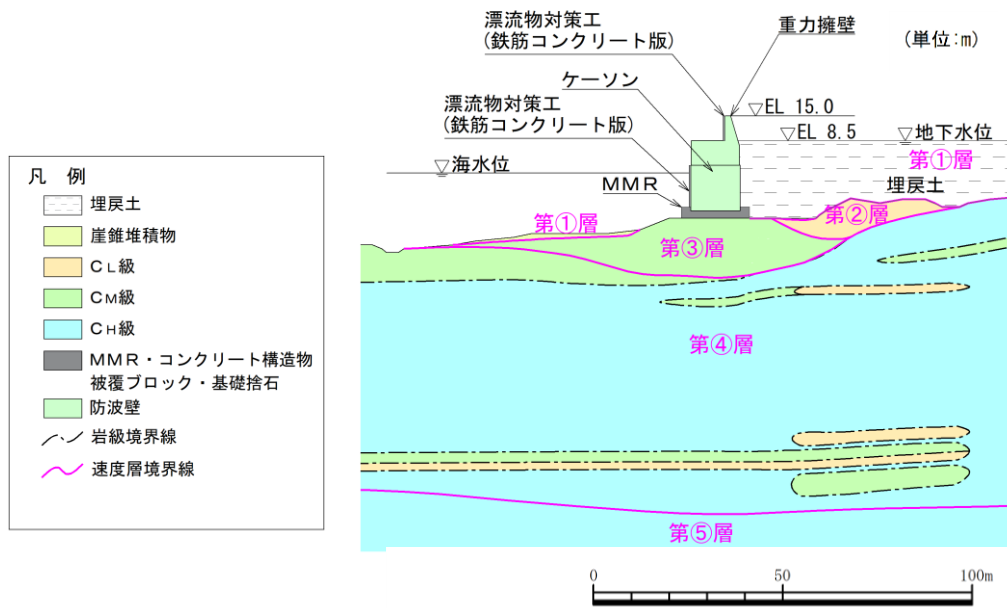 漂流物対策工
(鉄筋コンクリート版)
重力擁壁
(単位:m)
ケーソン
漂流物対策工
(鉄筋コンクリート版)
▽EL 15.0
▽EL 8.5
▽地下水位
▽海水位
第①層
埋戻土
MMR
第②層
第①層
第③層
第④層
第⑤層
凡 例
埋戻土
崖錐堆積物
CL級
CM級
CH級
MMR・コンクリート構造物
被覆ブロック・基礎捨石
防波壁
岩級境界線
速度層境界線
0 50 100m